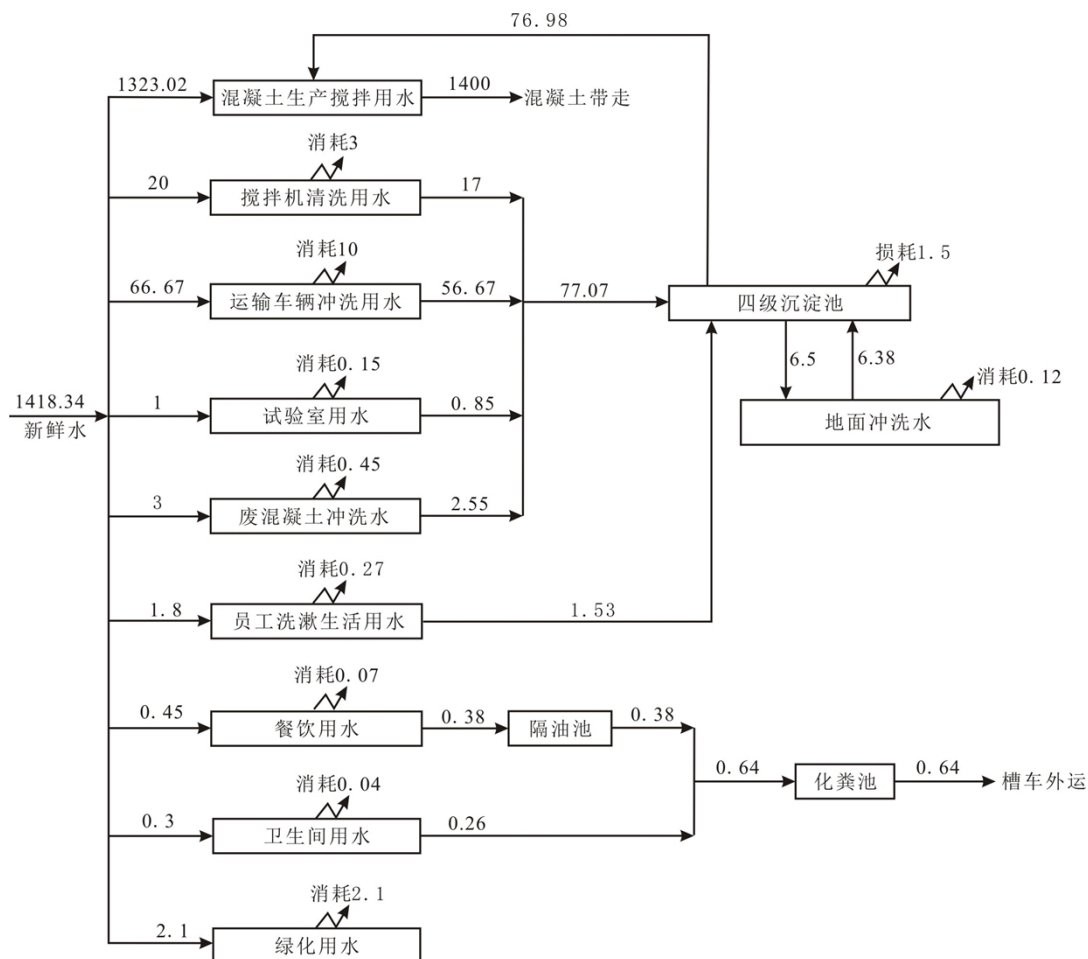 76.98
1323.02
混凝土生产搅拌用水
1400
混凝土带走
消耗3
20
搅拌机清洗用水
17
消耗10
66.67
运输车辆冲洗用水
56.67
77.07
损耗1.5
四级沉淀池
6.5
6.38
消耗0.12
地面冲洗水
消耗0.15
1418.34
新鲜水
1
试验室用水
0.85
消耗0.45
3
废混凝土冲洗水
2.55
消耗0.27
1.8
员工洗漱生活用水
1.53
消耗0.07
0.45
餐饮用水
0.38
隔油池
0.38
0.64
化粪池
0.64
槽车外运
消耗0.04
0.3
卫生间用水
0.26
消耗2.1
2.1
绿化用水